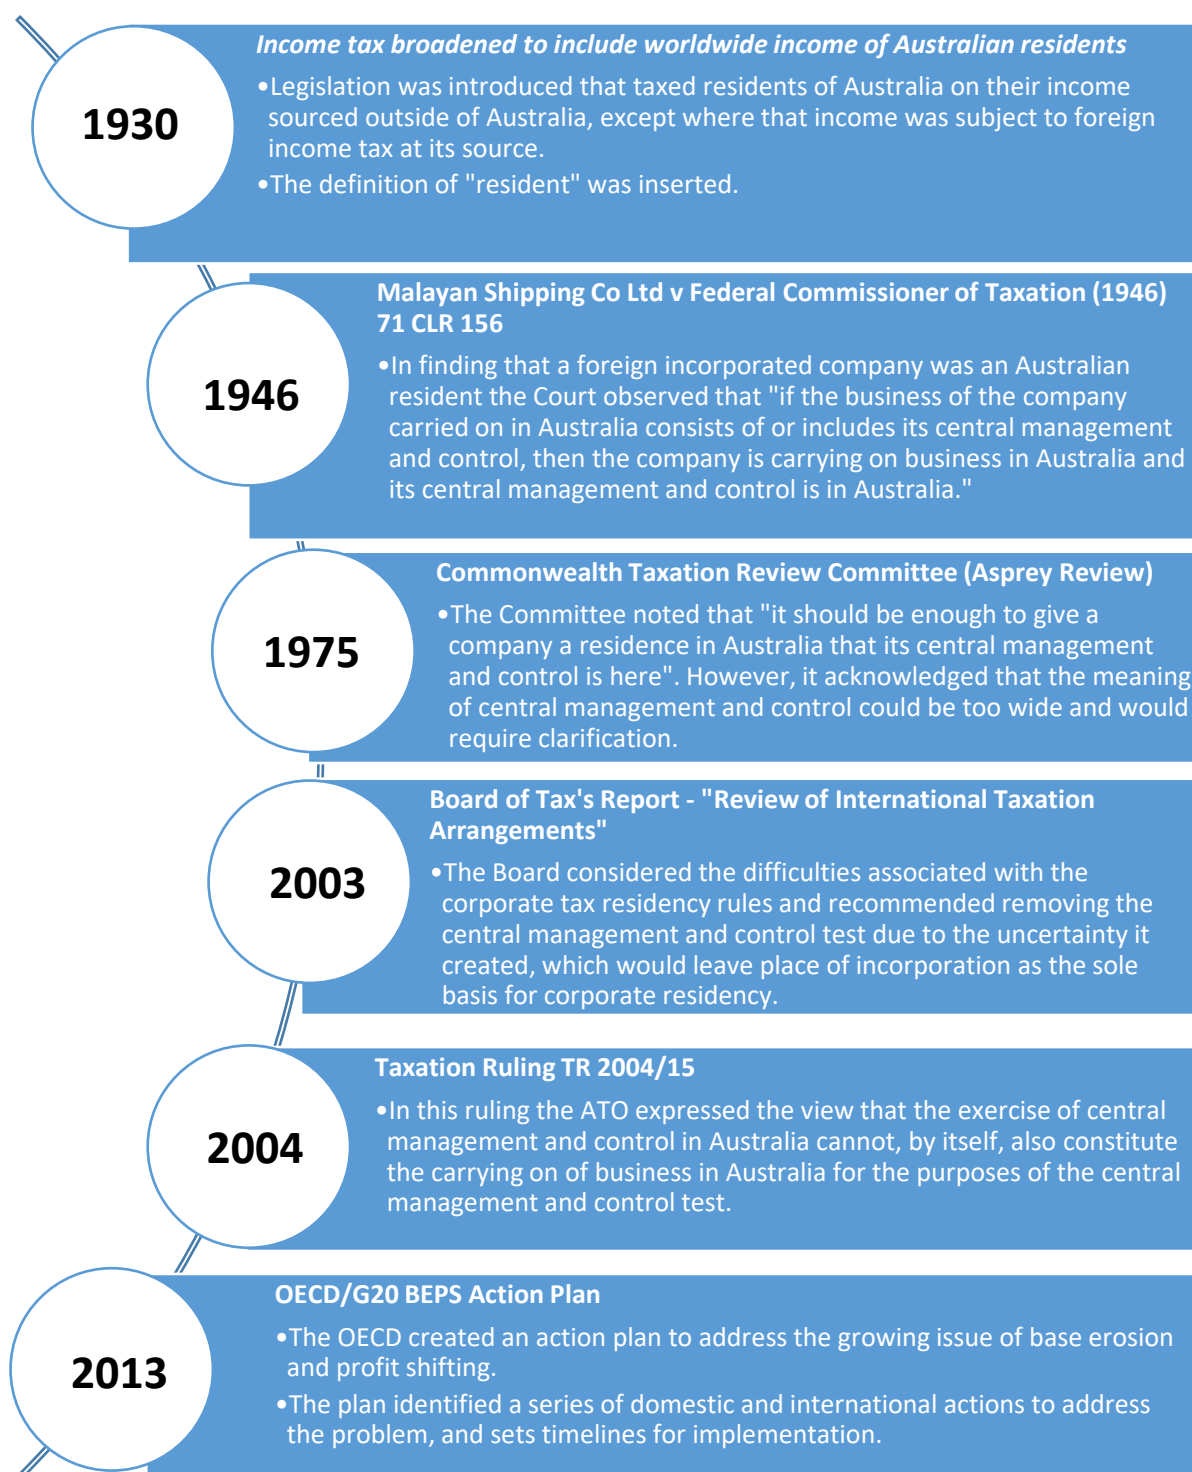 1930
Income tax broadened to include worldwide income of Australian residents
•Legislation was introduced that taxed residents of Australia on their income
sourced outside of Australia, except where that income was subject to foreign
income tax at its source.
•The definition of "resident" was inserted.
1946
Malayan Shipping Co Ltd v Federal Commissioner of Taxation (1946)
71 CLR 156
•In finding that a foreign incorporated company was an Australian
resident the Court observed that "if the business of the company
carried on in Australia consists of or includes its central management
and control, then the company is carrying on business in Australia and
its central management and control is in Australia."
1975
Commonwealth Taxation Review Committee (Asprey Review)
•The Committee noted that "it should be enough to give a
company a residence in Australia that its central management
and control is here". However, it acknowledged that the meaning
of central management and control could be too wide and would
require clarification.
2003
Board of Tax's Report - "Review of International Taxation
Arrangements"
•The Board considered the difficulties associated with the
corporate tax residency rules and recommended removing the
central management and control test due to the uncertainty it
created, which would leave place of incorporation as the sole
basis for corporate residency.
2004
Taxation Ruling TR 2004/15
•In this ruling the ATO expressed the view that the exercise of central
management and control in Australia cannot, by itself, also constitute
the carrying on of business in Australia for the purposes of the central
management and control test.
2013
OECD/G20 BEPS Action Plan
•The OECD created an action plan to address the growing issue of base erosion
and profit shifting.
•The plan identified a series of domestic and international actions to address
the problem, and sets timelines for implementation.